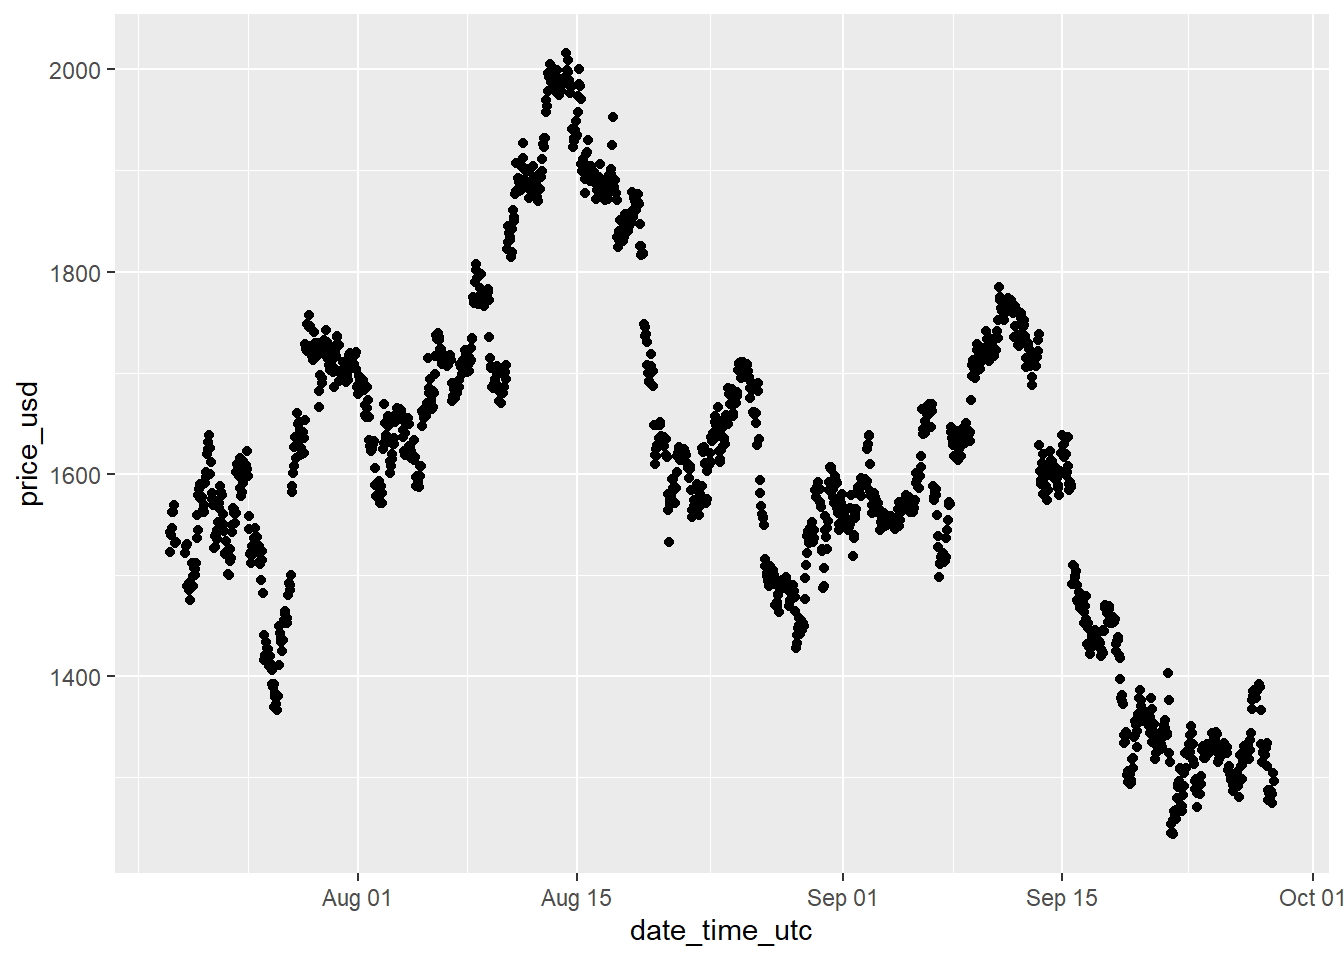 2000
1800
1600
1400
price_usd
Aug 01
Aug 15
Sep 01
Sep 15
Oct 01
date_time_utc